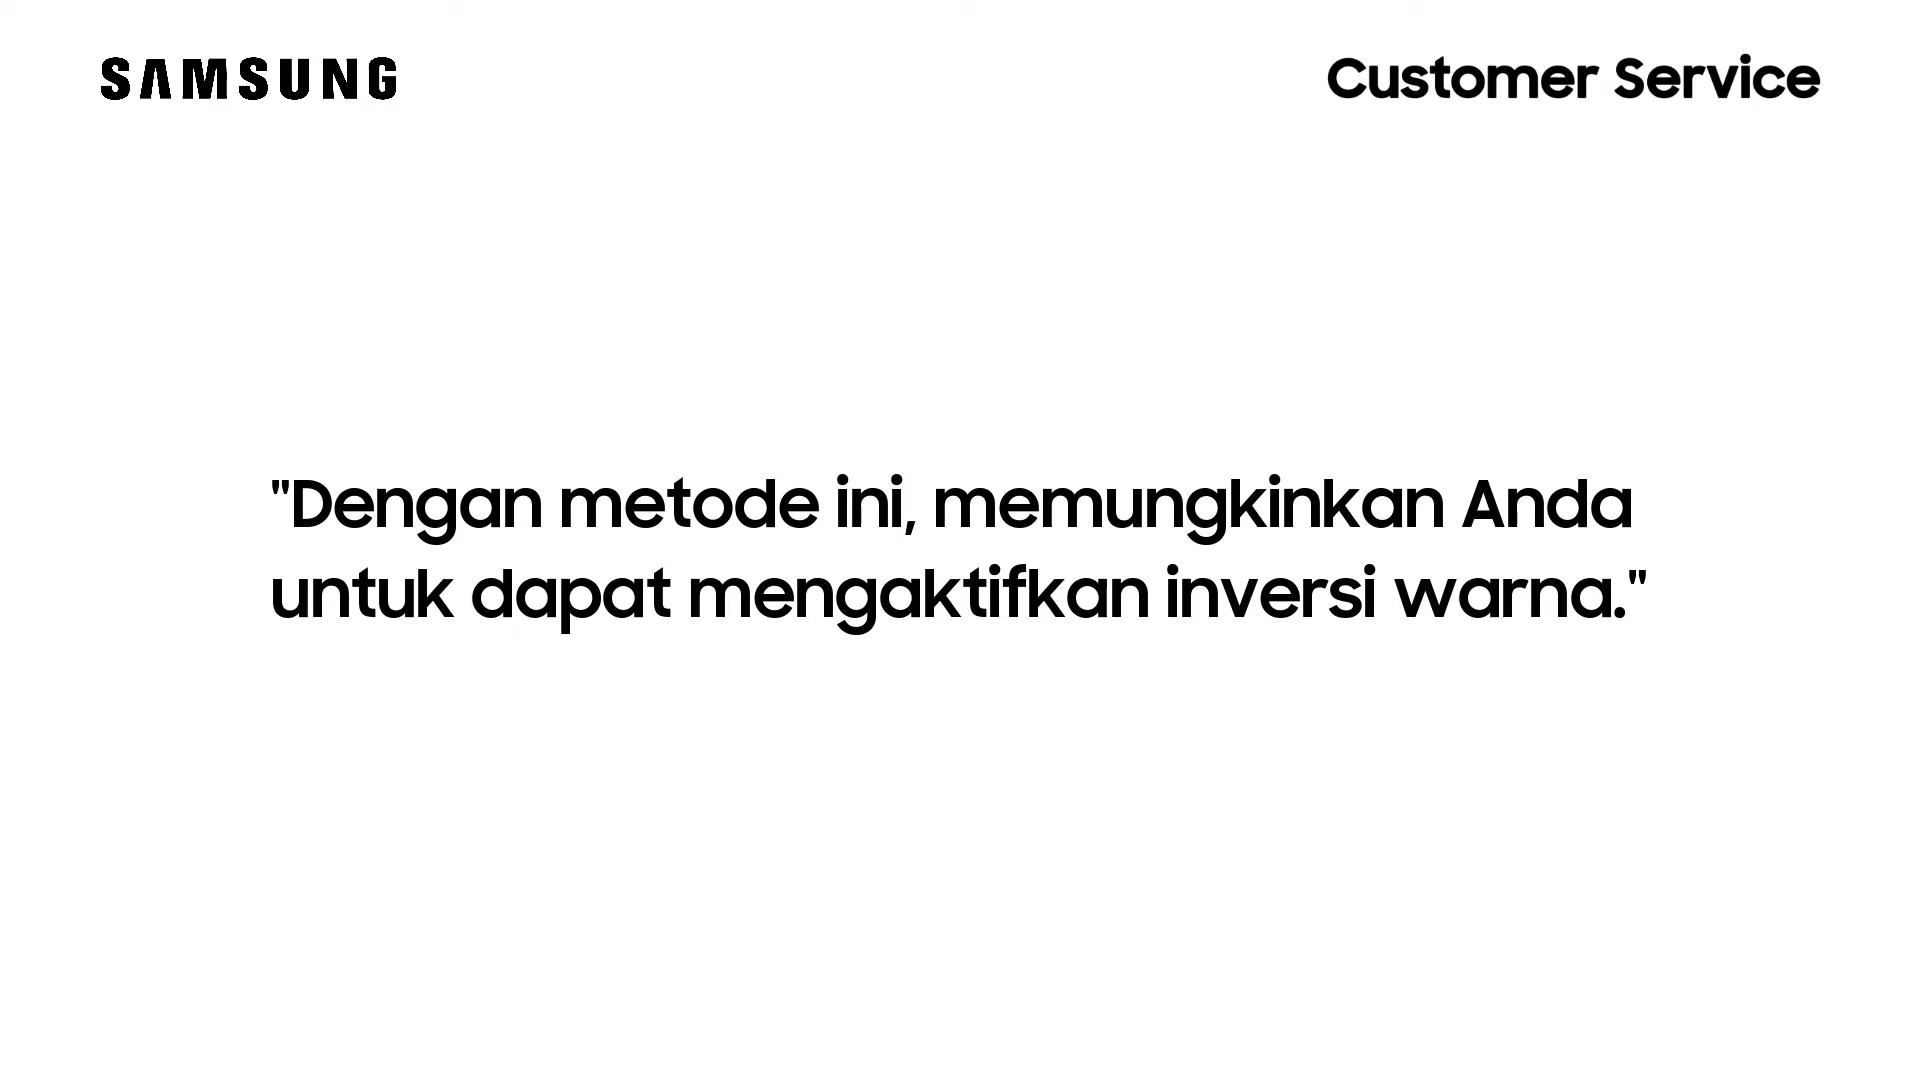 SAMSUNG
Customer Service
"Dengan metode ini, memungkinkan Anda
untuk dapat mengaktifkan inversi warna."